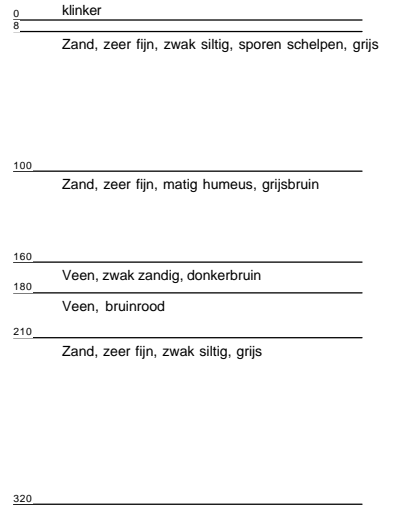 0 klinker
8
Zand, zeer fijn, zwak siltig, sporen schelpen, grijs
100
Zand, zeer fijn, matig humeus, grijsbruin
160
Veen, zwak zandig, donkerbruin
180
Veen, bruinrood
210
Zand, zeer fijn, zwak siltig, grijs
320